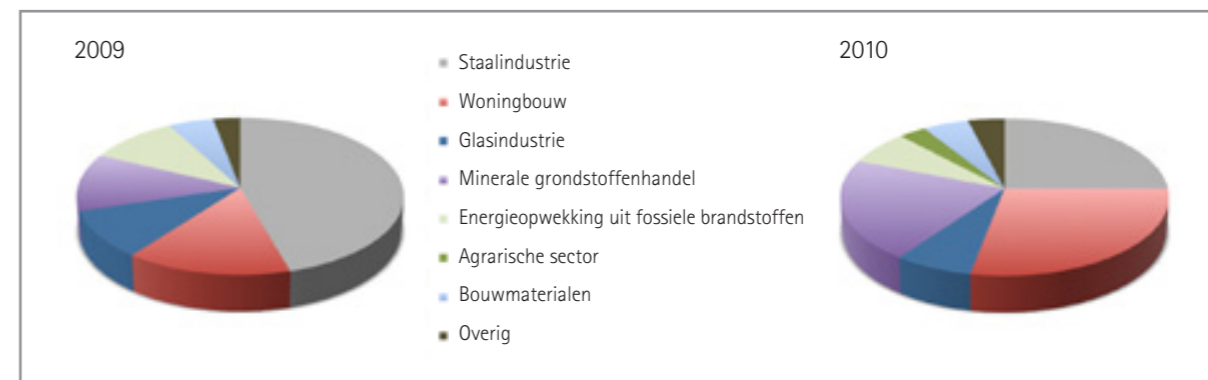 2009
Staalindustrie
Woningbouw
Glasindustrie
Minerale grondstoffenhandel
Energieopwekking uit fossiele brandstoffen
Agrarische sector
Bouwmaterialen
Overig
2010